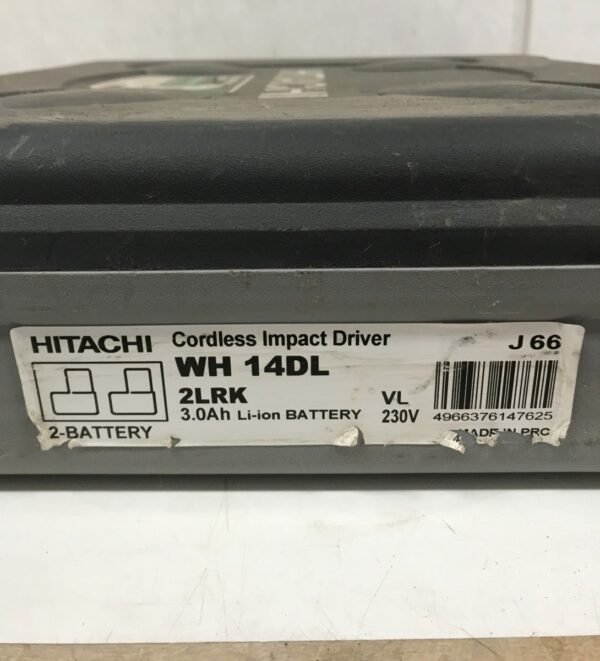 HITACHI Cordless Impact Driver J 66
WH 14DL
2LRK VL
3.0Ah Li-ion BATTERY 230V 4966376147625
2-BATTERY MADE IN PRC